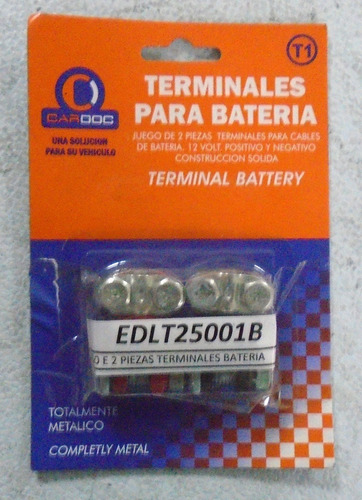 T1
CARDOC
UNA SOLUCION
PARA SU VEHICULO
TERMINALES
PARA BATERIA
JUEGO DE 2 PIEZAS TERMINALES PARA CABLES
DE BATERIA. 12 VOLT. POSITIVO Y NEGATIVO
CONSTRUCCION SOLIDA
TERMINAL BATTERY
EDLT25001B
O E 2 PIEZAS TERMINALES BATERIA
TOTALMENTE
METALICO
COMPLETLY METAL